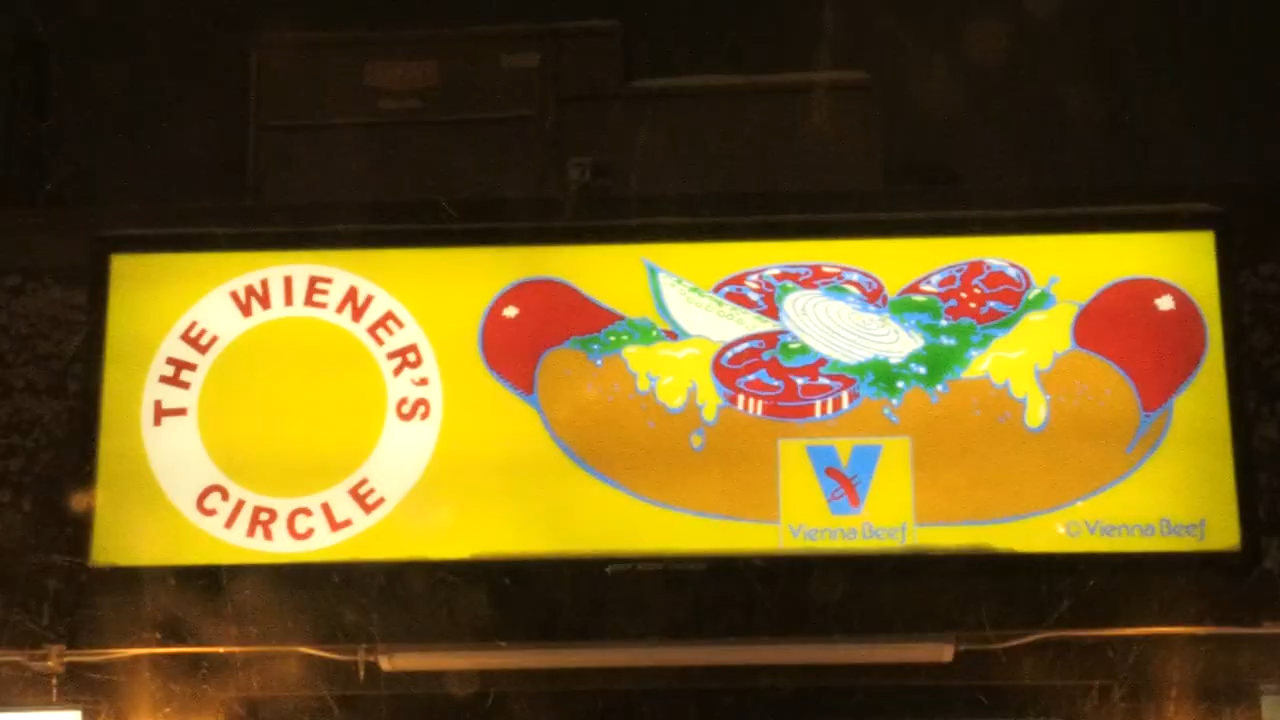 THE WIENER'S
CIRCLE
V
Vienna Beef
© Vienna Beef